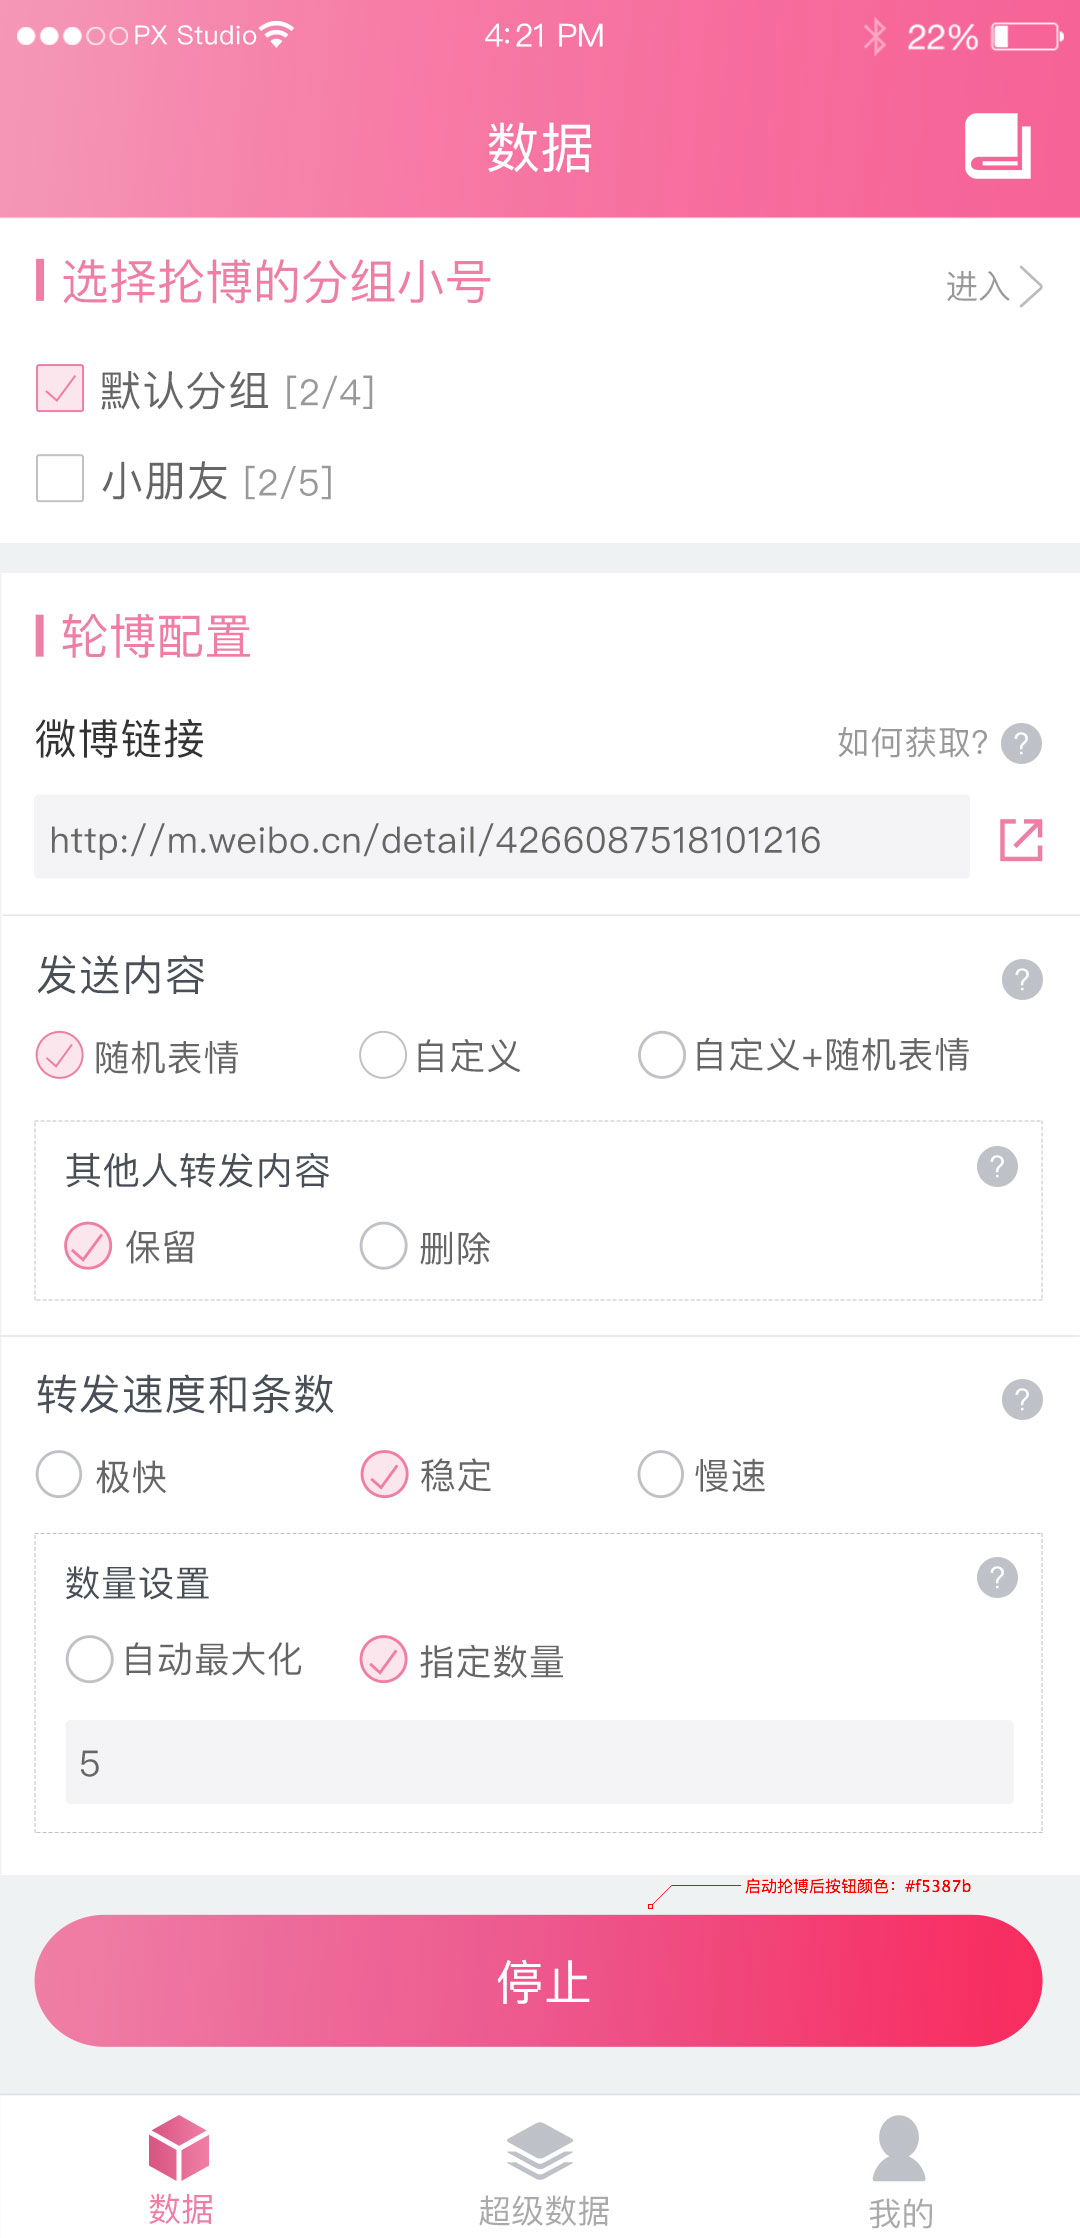 PX Studio 4:21 PM 22%
数据
选择抡博的分组小号 进入
默认分组 [2/4]
小朋友 [2/5]
轮博配置
微博链接 如何获取? ?
http://m.weibo.cn/detail/4266087518101216
发送内容 ?
随机表情 自定义 自定义+随机表情
其他人转发内容 ?
保留 删除
转发速度和条数 ?
极快 稳定 慢速
数量设置 ?
自动最大化 指定数量
5
启动抡博后按钮颜色：#f5387b
停止
数据 超级数据 我的